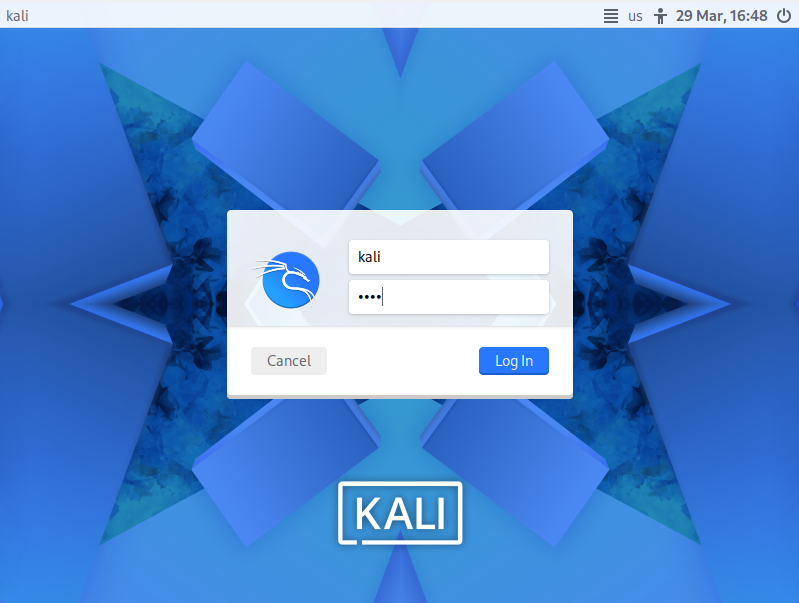 kali
us
29 Mar, 16:48
kali
••••
Cancel
Log In
KALI